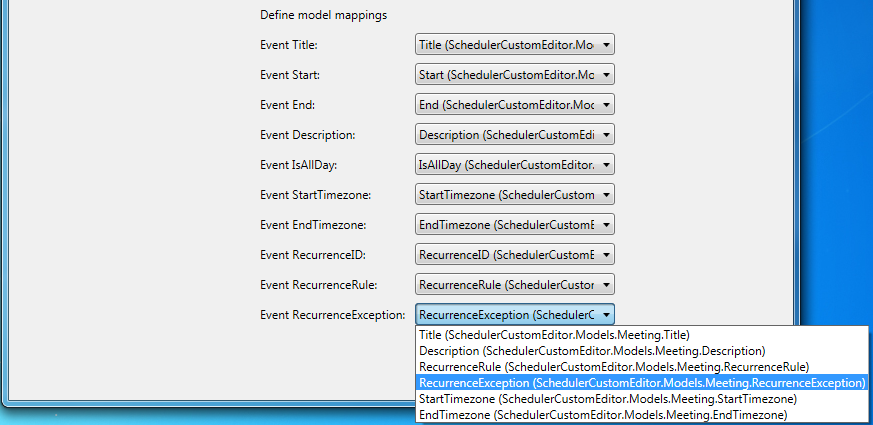 Define model mappings
Event Title: Title (SchedulerCustomEditor.Mo
Event Start: Start (SchedulerCustomEditor.Mo
Event End: End (SchedulerCustomEditor.Moc
Event Description: Description (SchedulerCustomEdi
Event IsAllDay: IsAllDay (SchedulerCustomEditor.
Event StartTimezone: StartTimezone (SchedulerCustom
Event EndTimezone: EndTimezone (SchedulerCustomE
Event RecurrenceID: RecurrenceID (SchedulerCustomE
Event RecurrenceRule: RecurrenceRule (SchedulerCustor
Event RecurrenceException: RecurrenceException (SchedulerC
Title (SchedulerCustomEditor.Models.Meeting.Title)
Description (SchedulerCustomEditor.Models.Meeting.Description)
RecurrenceRule (SchedulerCustomEditor.Models.Meeting.RecurrenceRule)
RecurrenceException (SchedulerCustomEditor.Models.Meeting.RecurrenceException)
StartTimezone (SchedulerCustomEditor.Models.Meeting.StartTimezone)
EndTimezone (SchedulerCustomEditor.Models.Meeting.EndTimezone)